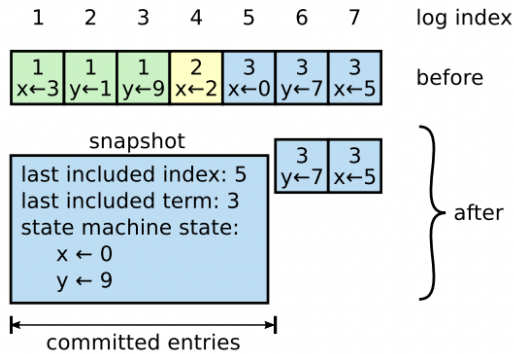 1 2 3 4 5 6 7 log index
1 1 1 2 3 3 3
x←3 y←1 y←9 x←2 x←0 y←7 x←5 before
snapshot
last included index: 5
last included term: 3
state machine state:
x ← 0
y ← 9
3 3
y←7 x←5
after
committed entries